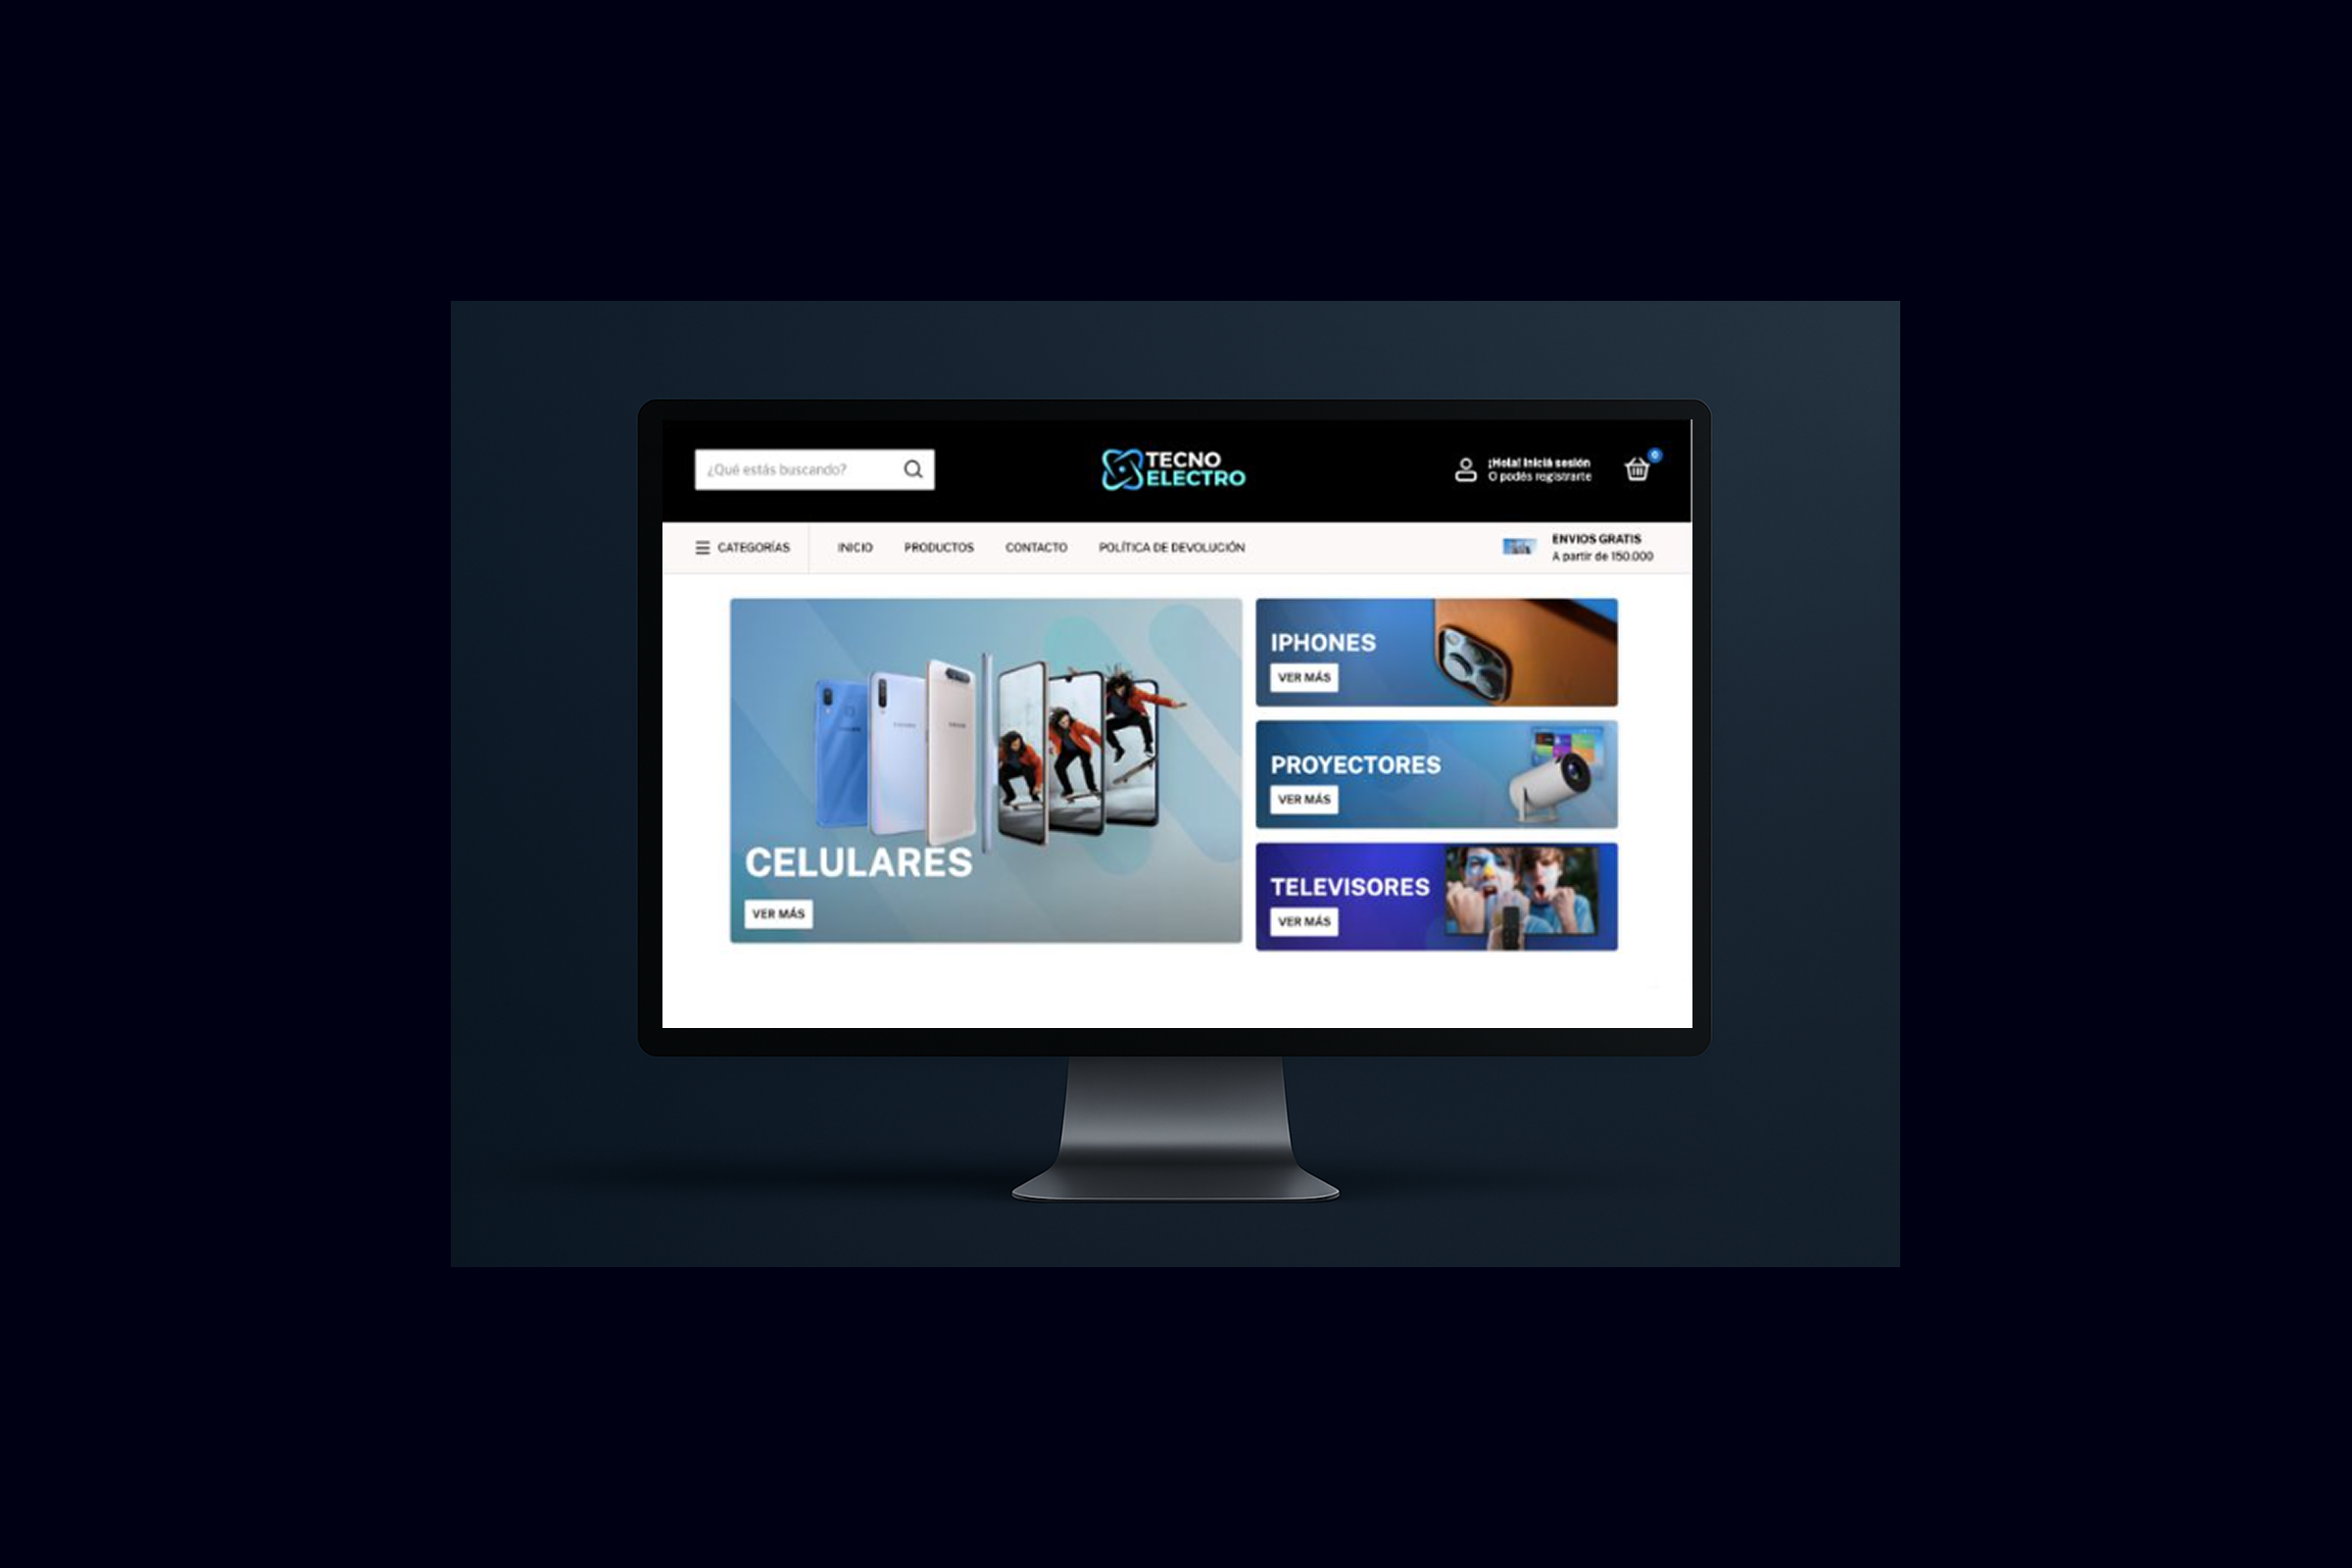 ¿Qué estás buscando?
TECNO
ELECTRO
¡Hola! Iniciá sesión
O podés registrarte
0
CATEGORÍAS
INICIO
PRODUCTOS
CONTACTO
POLÍTICA DE DEVOLUCIÓN
ENVIOS GRATIS
A partir de 150.000
CELULARES
VER MÁS
IPHONES
VER MÁS
PROYECTORES
VER MÁS
TELEVISORES
VER MÁS